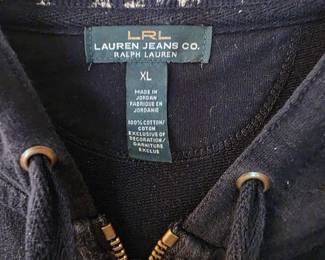 LRL
LAUREN JEANS CO.
RALPH LAUREN
XL
MADE IN
JORDAN
FABRIQUE EN
JORDANIE
100% COTTON/
COTON
EXCLUSIVE OF
DECORATION/
GARNITURE
EXCLUS